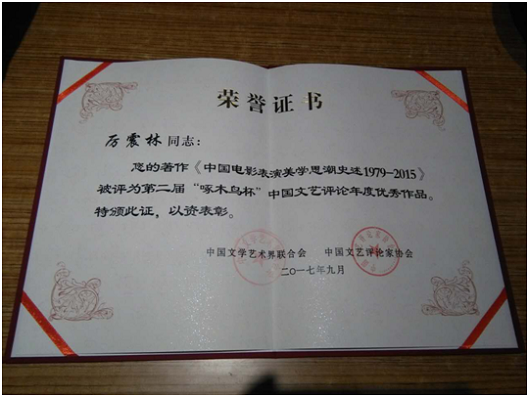 荣誉证书
厉震林同志：
您的著作《中国电影表演美学思潮史述1979-2015》
被评为第二届“啄木鸟杯”中国文艺评论年度优秀作品。
特颁此证，以资表彰。
中国文学艺术界联合会 中国文艺评论家协会
二〇一七年九月